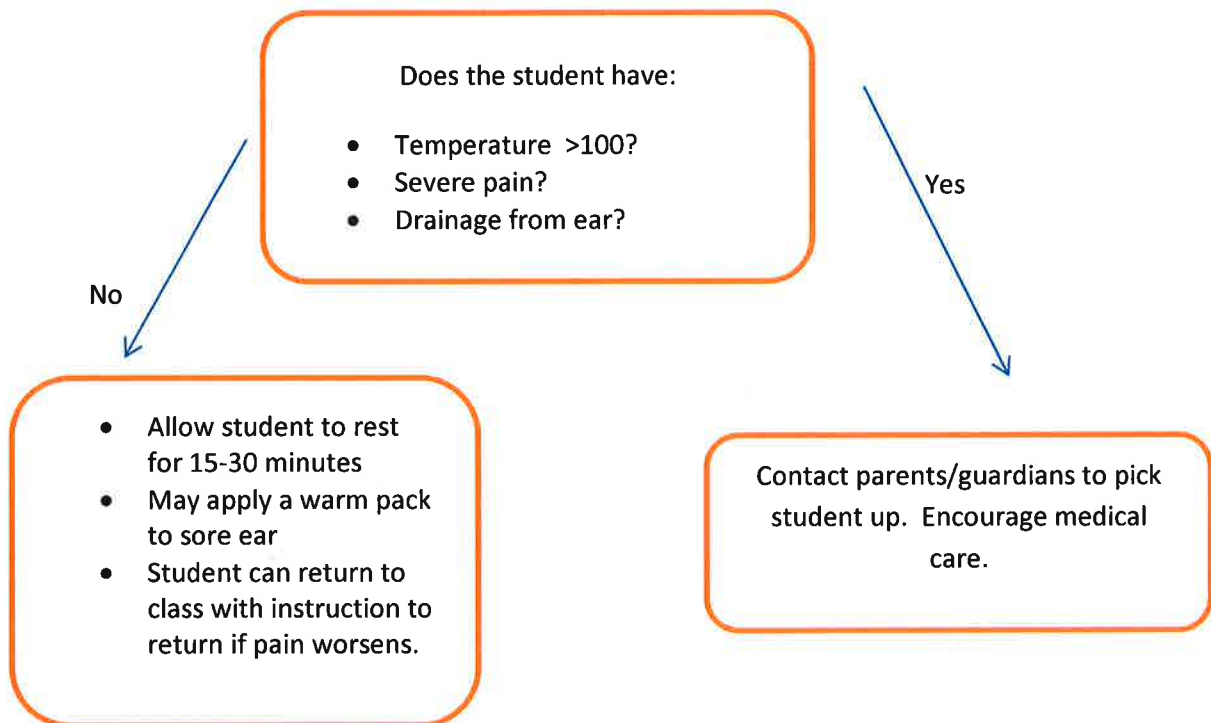 Does the student have:
• Temperature >100?
• Severe pain?
• Drainage from ear?
Yes
No
• Allow student to rest
for 15-30 minutes
• May apply a warm pack
to sore ear
• Student can return to
class with instruction to
return if pain worsens.
Contact parents/guardians to pick
student up. Encourage medical
care.